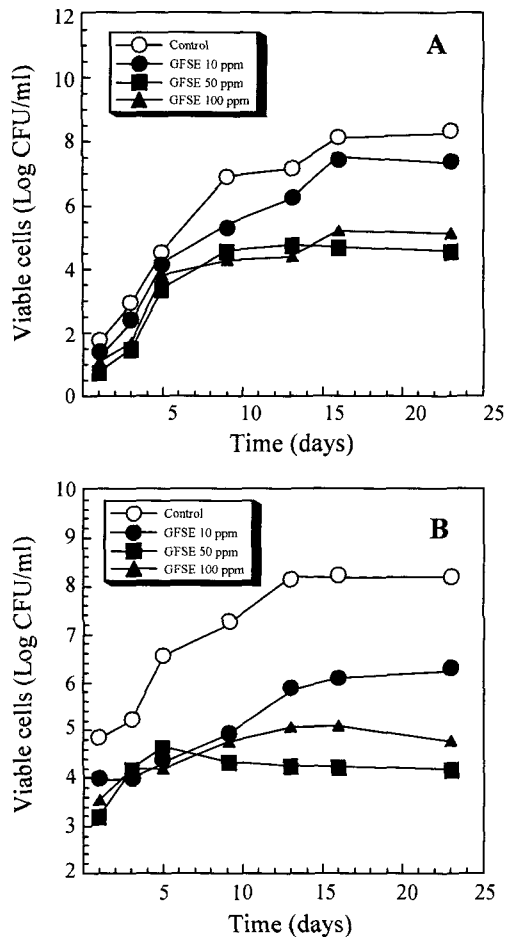 A
Control
GFSE 10 ppm
GFSE 50 ppm
GFSE 100 ppm
Viable cells (Log CFU/ml)
12
10
8
6
4
2
0
5
10
15
20
25
Time (days)
B
Control
GFSE 10 ppm
GFSE 50 ppm
GFSE 100 ppm
Viable cells (Log CFU/ml)
10
9
8
7
6
5
4
3
2
5
10
15
20
25
Time (days)